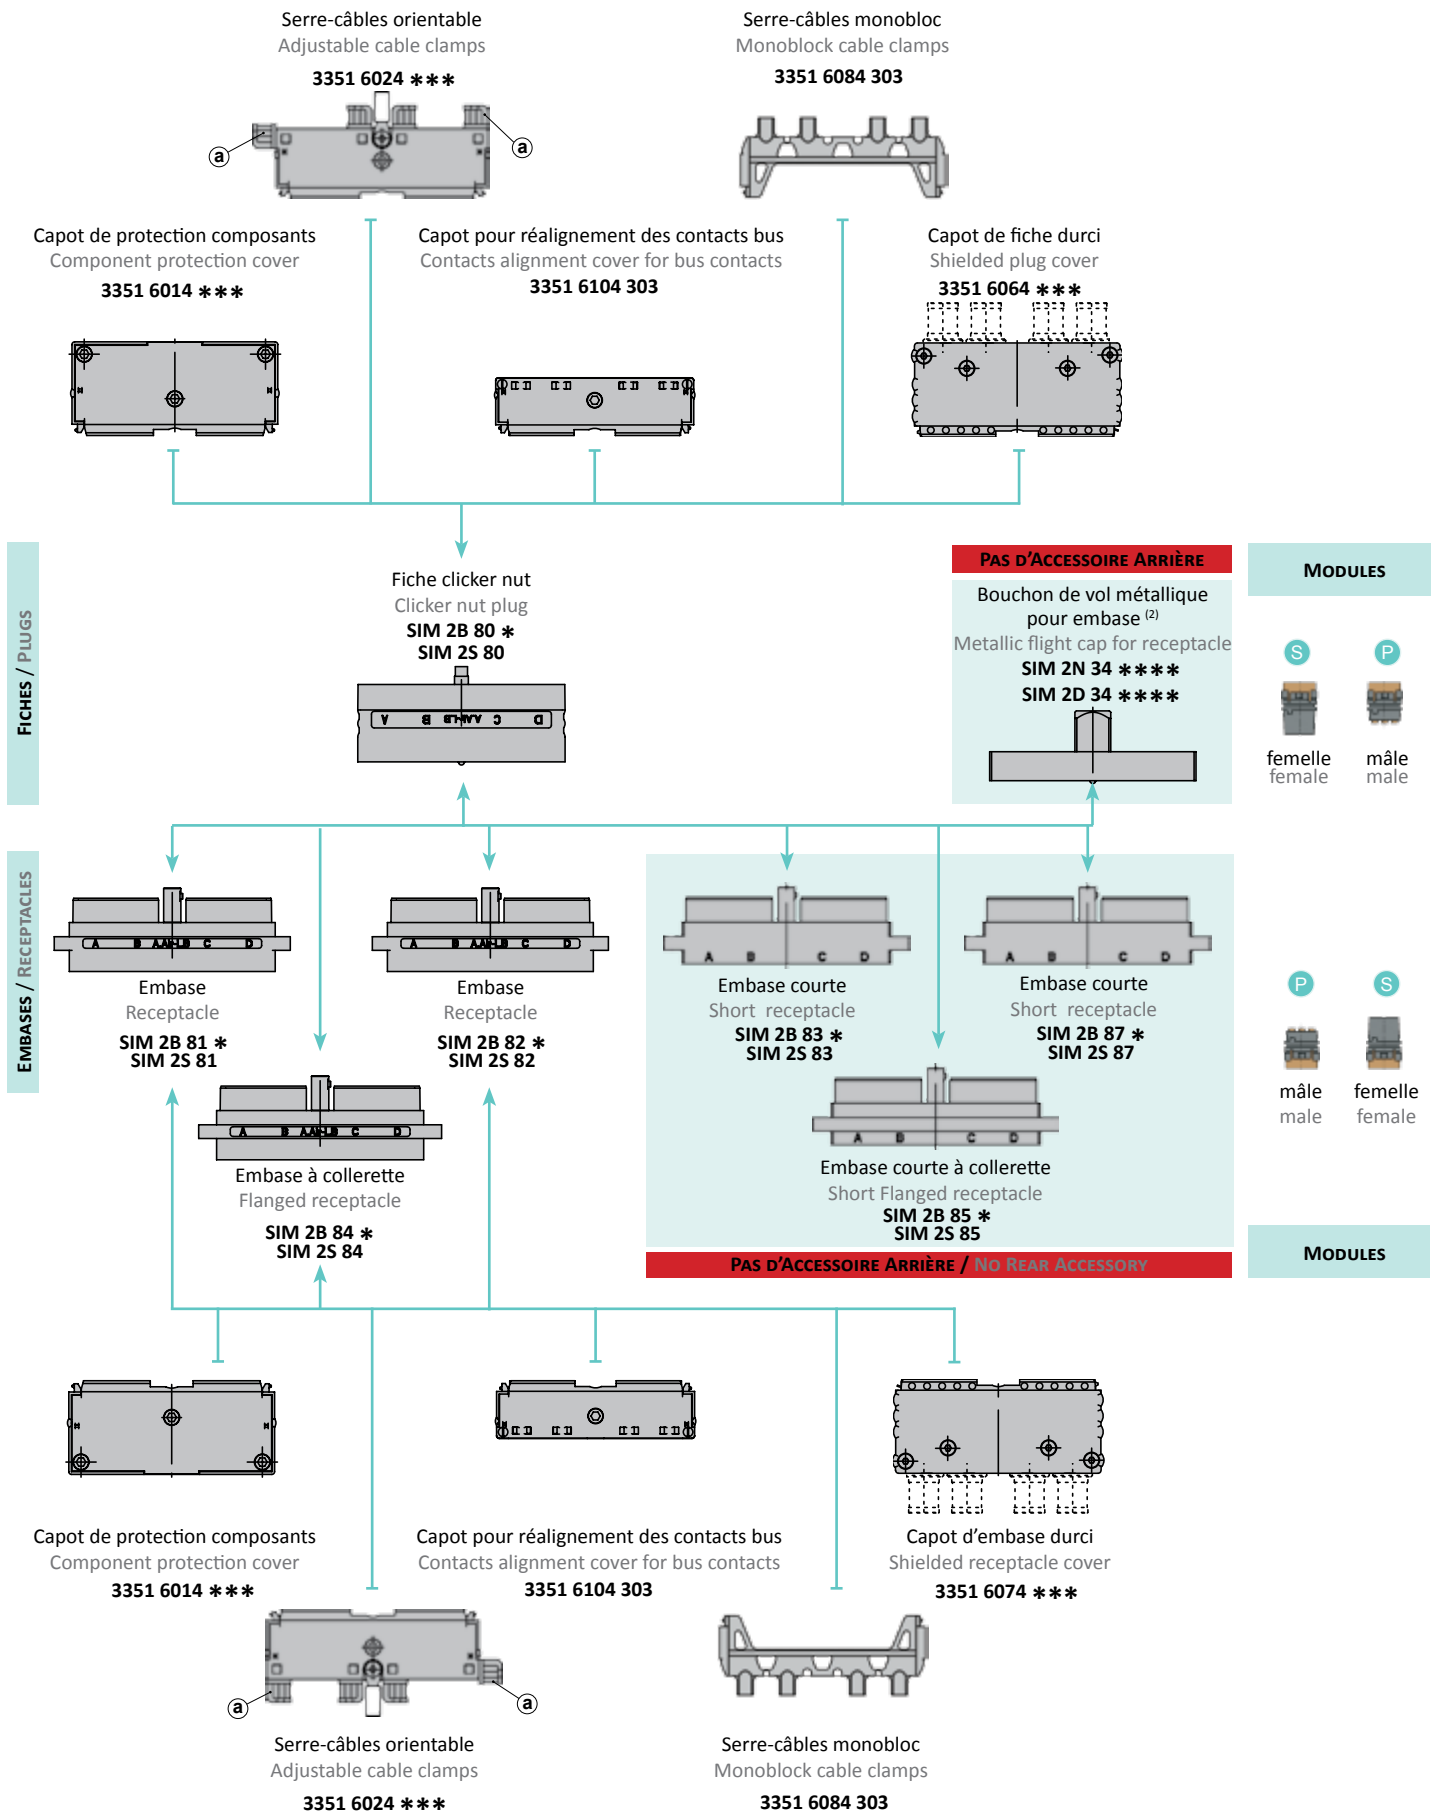 Serre-câbles orientable
Adjustable cable clamps
3351 6024 ***
Serre-câbles monobloc
Monoblock cable clamps
3351 6084 303
a
a
Capot de protection composants
Component protection cover
3351 6014 ***
Capot pour réalignement des contacts bus
Contacts alignment cover for bus contacts
3351 6104 303
Capot de fiche durci
Shielded plug cover
3351 6064 ***
FICHES / PLUGS
Fiche clicker nut
Clicker nut plug
SIM 2B 80 *
SIM 2S 80
A B A.Air-LB C D
PAS D'ACCESSOIRE ARRIÈRE
Bouchon de vol métallique
pour embase (2)
Metallic flight cap for receptacle
SIM 2N 34 ****
SIM 2D 34 ****
MODULES
S P
femelle mâle
female male
EMBASES / RECEPTACLES
A B A.Air-LB C D
Embase
Receptacle
SIM 2B 81 *
SIM 2S 81
A B A.Air-LB C D
Embase
Receptacle
SIM 2B 82 *
SIM 2S 82
A B C D
Embase courte
Short receptacle
SIM 2B 83 *
SIM 2S 83
A B C D
Embase courte
Short receptacle
SIM 2B 87 *
SIM 2S 87
P S
mâle femelle
male female
A B A.Air-LB C D
Embase à collerette
Flanged receptacle
SIM 2B 84 *
SIM 2S 84
A B C D
Embase courte à collerette
Short Flanged receptacle
SIM 2B 85 *
SIM 2S 85
PAS D'ACCESSOIRE ARRIÈRE / NO REAR ACCESSORY
MODULES
Capot de protection composants
Component protection cover
3351 6014 ***
Capot pour réalignement des contacts bus
Contacts alignment cover for bus contacts
3351 6104 303
Capot d'embase durci
Shielded receptacle cover
3351 6074 ***
a
a
Serre-câbles orientable
Adjustable cable clamps
3351 6024 ***
Serre-câbles monobloc
Monoblock cable clamps
3351 6084 303